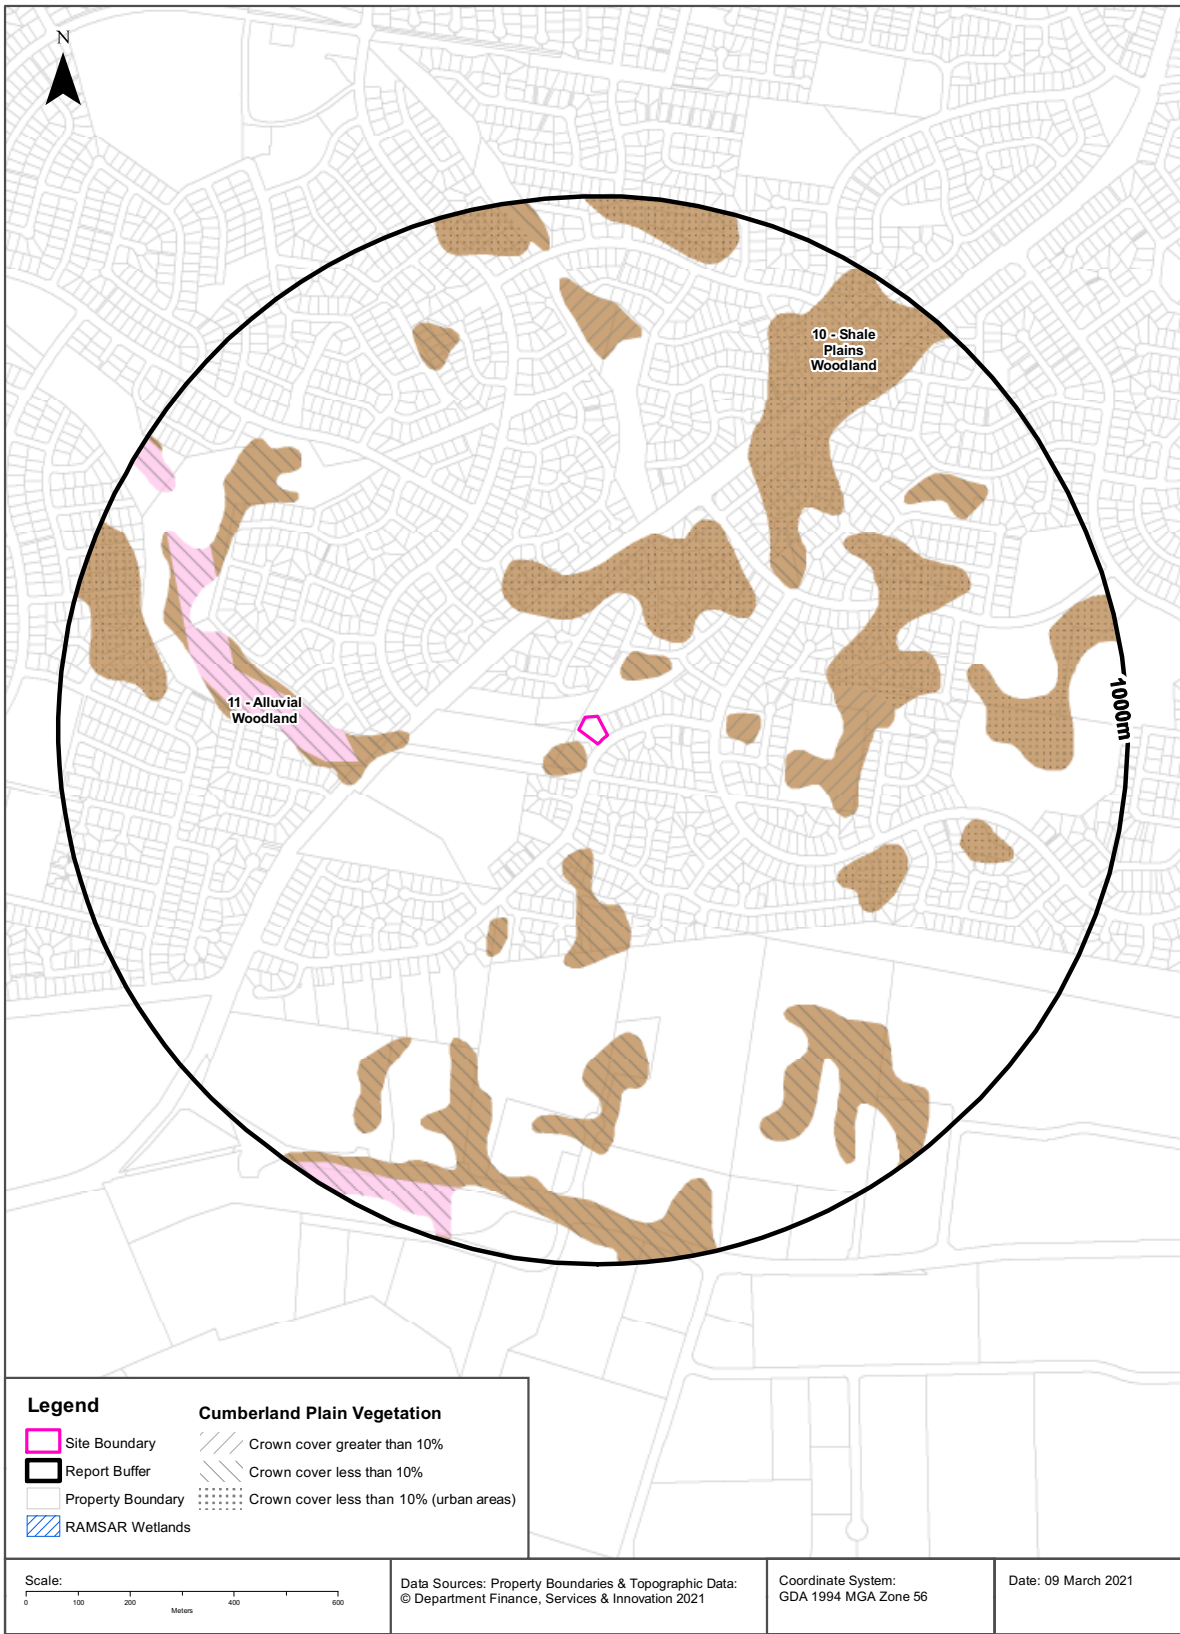 N
10 - Shale
Plains
Woodland
11 - Alluvial
Woodland
1000m
Legend
Site Boundary
Report Buffer
Property Boundary
RAMSAR Wetlands
Cumberland Plain Vegetation
Crown cover greater than 10%
Crown cover less than 10%
Crown cover less than 10% (urban areas)
Scale:
0 100 200 400 600
Meters
Data Sources: Property Boundaries & Topographic Data:
© Department Finance, Services & Innovation 2021
Coordinate System:
GDA 1994 MGA Zone 56
Date: 09 March 2021